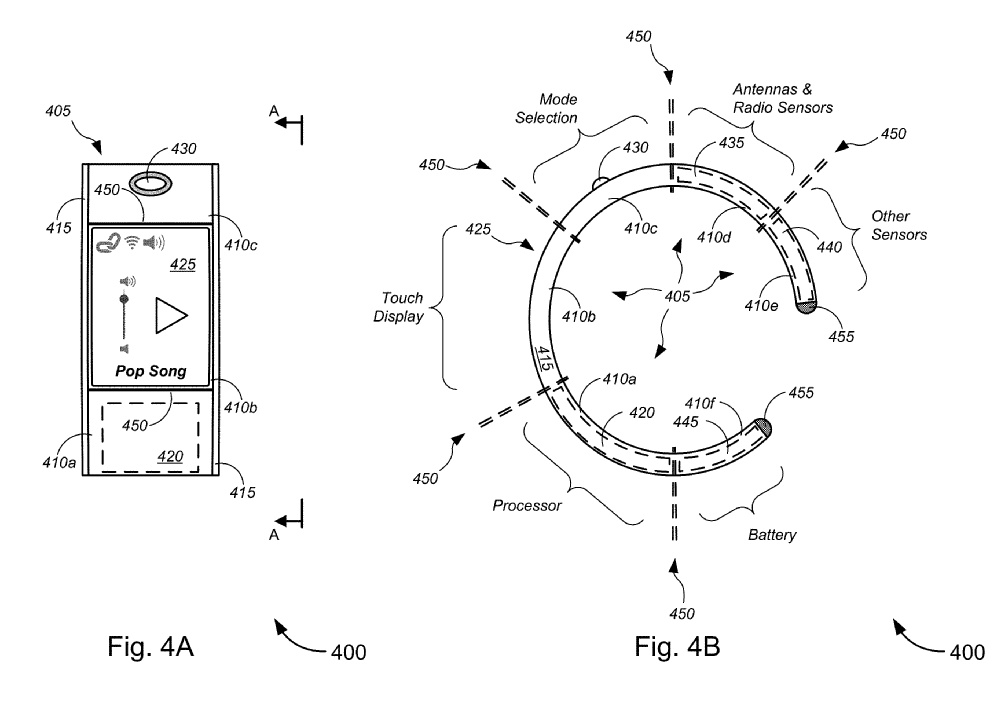 405
430
450
415
410c
425
Pop Song
450
410b
410a
420
415
A
A
Fig. 4A
400
450
Mode
Selection
Antennas &
Radio Sensors
450
430
435
450
425
410c
410d
440
Other
Sensors
Touch
Display
410b
405
410e
455
415
410a
420
410f
445
455
450
Processor
Battery
450
Fig. 4B
400